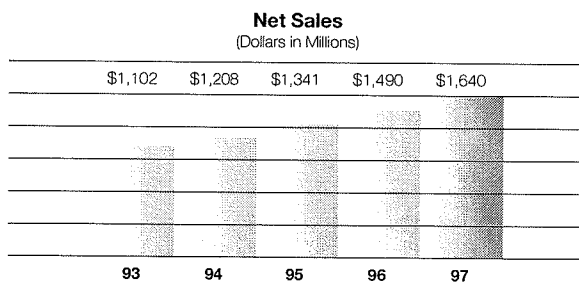 Net Sales
(Dollars in Millions)
$1,102 $1,208 $1,341 $1,490 $1,640
93 94 95 96 97